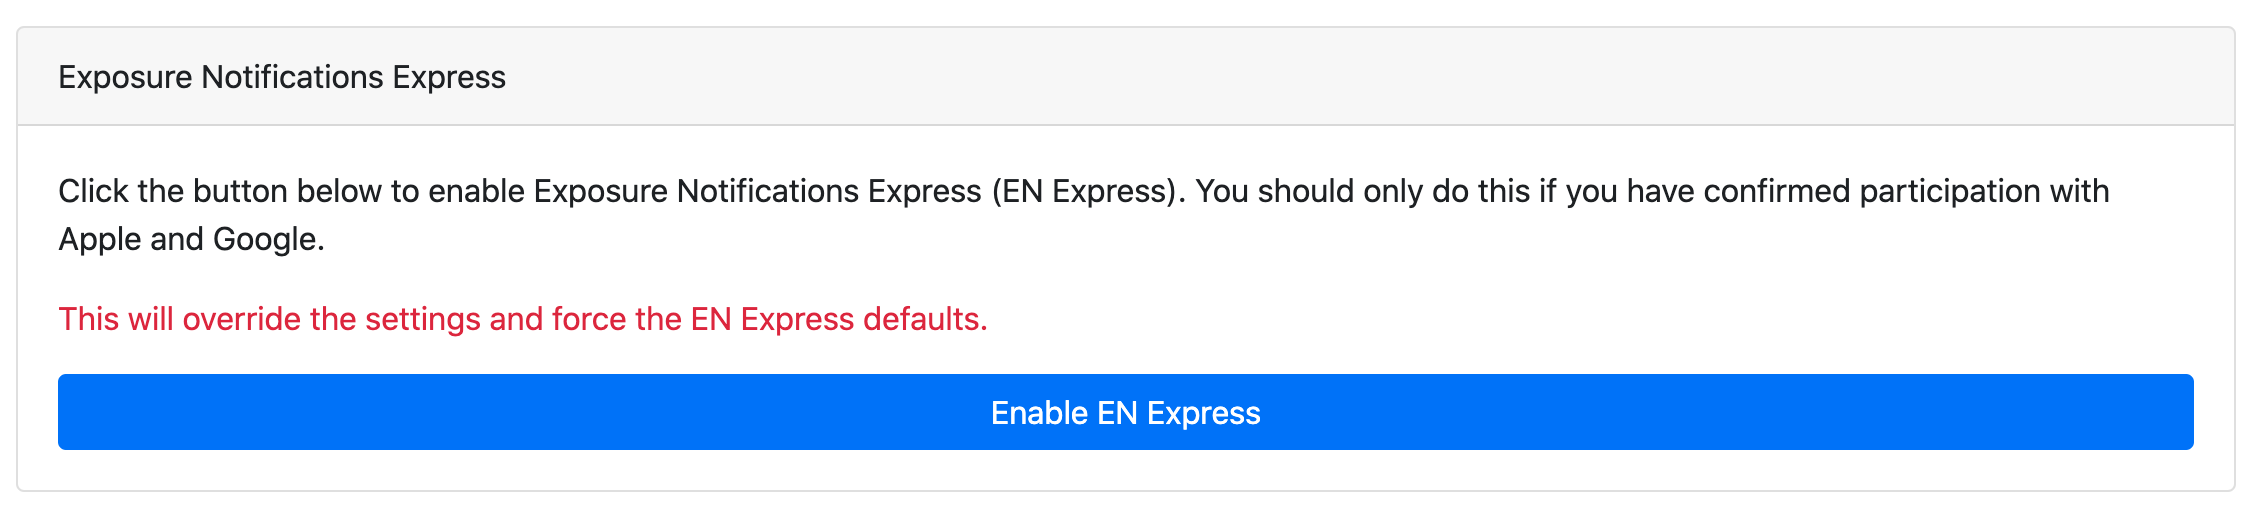 Exposure Notifications Express
Click the button below to enable Exposure Notifications Express (EN Express). You should only do this if you have confirmed participation with
Apple and Google.
This will override the settings and force the EN Express defaults.
Enable EN Express